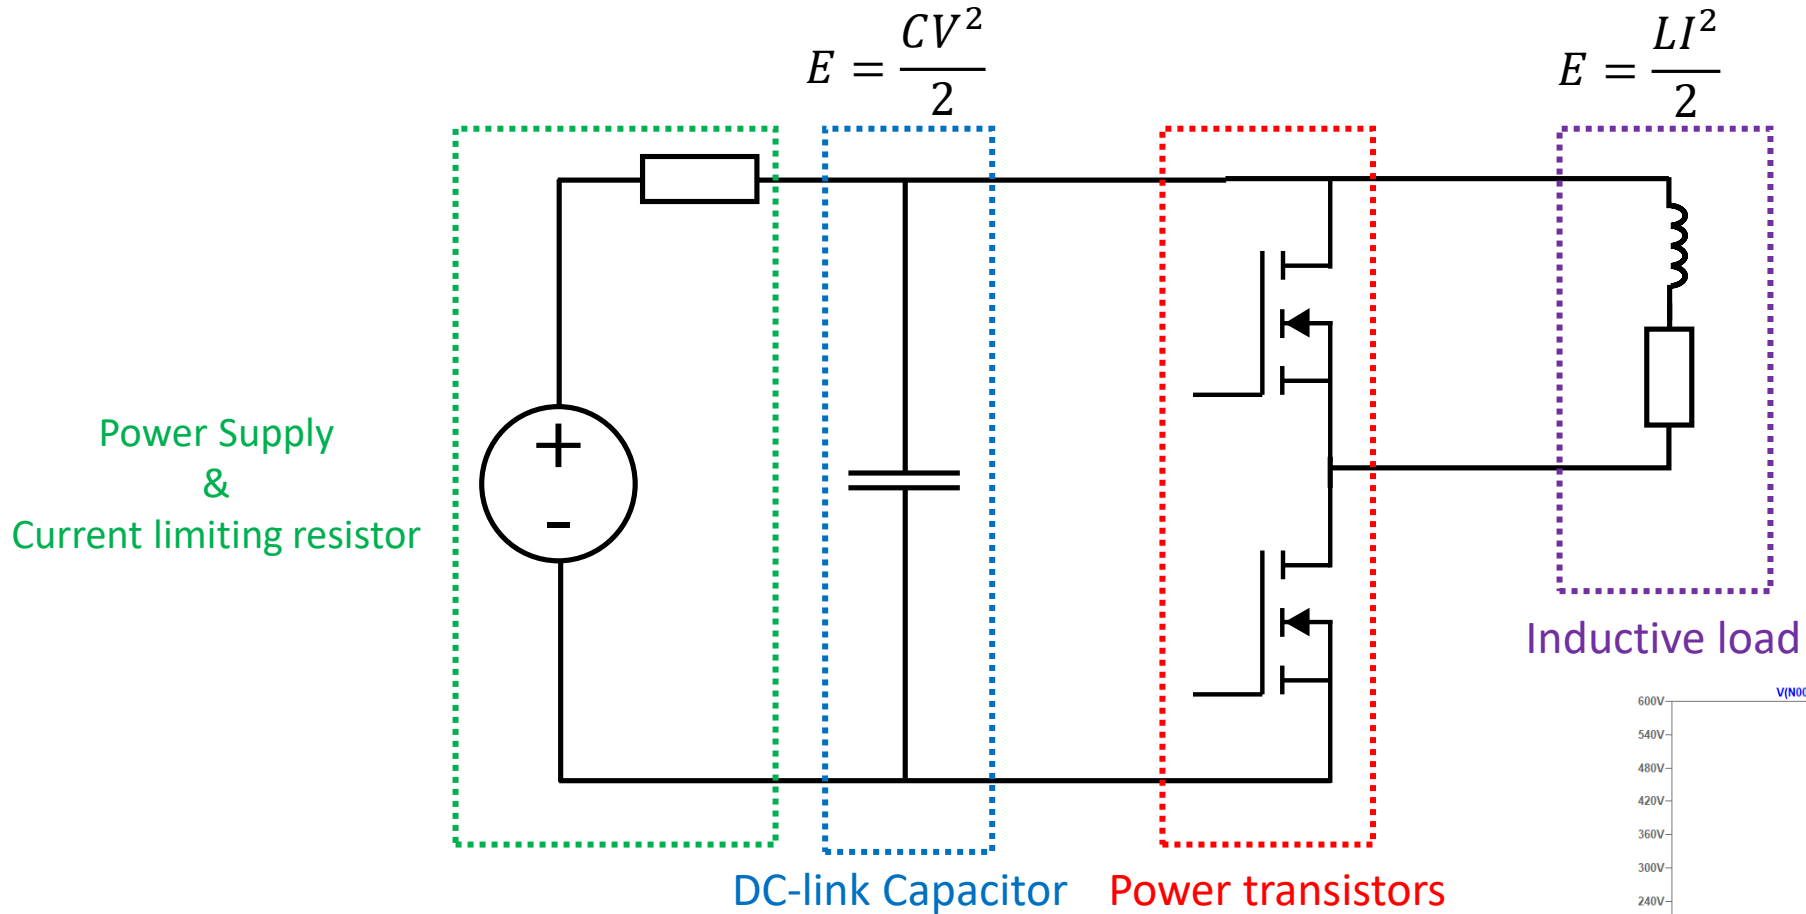 E = CV²/2
E = LI²/2
Power Supply
&
Current limiting resistor
+
-
Inductive load
DC-link Capacitor
Power transistors
V(N00
600V
540V
480V
420V
360V
300V
240V